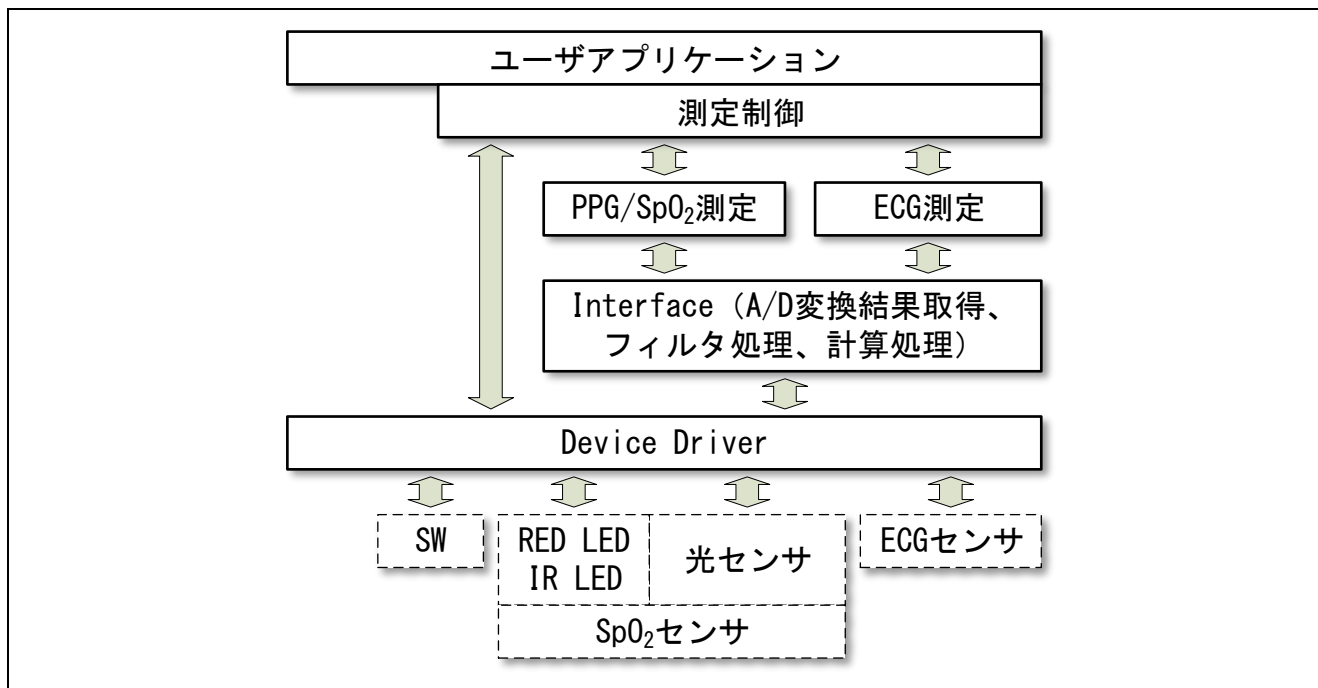 ユーザアプリケーション
測定制御
PPG/SpO₂測定
ECG測定
Interface (A/D変換結果取得、
フィルタ処理、計算処理)
Device Driver
SW
RED LED
IR LED
光センサ
ECGセンサ
SpO₂センサ